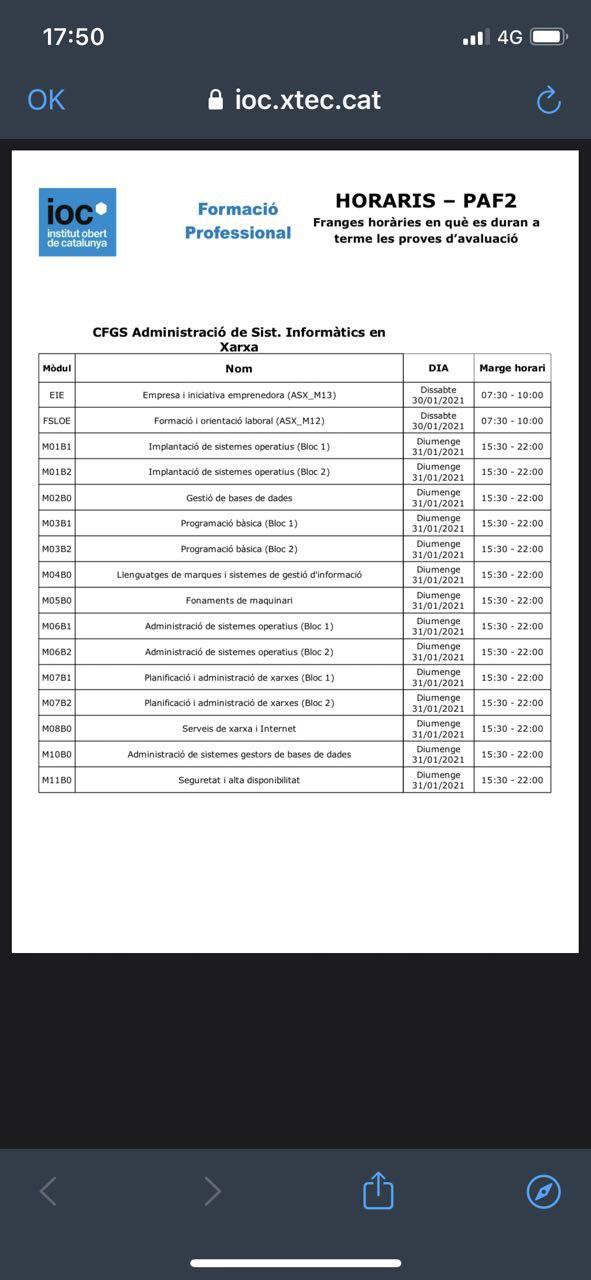 17:50
4G
OK
ioc.xtec.cat
ioc
institut obert
de catalunya
Formació
Professional
HORARIS – PAF2
Franges horàries en què es duran a
terme les proves d’avaluació
CFGS Administració de Sist. Informàtics en
Xarxa
Mòdul Nom DIA Marge horari
EIE Empresa i iniciativa emprenedora (ASX_M13) Dissabte 30/01/2021 07:30 - 10:00
FSLOE Formació i orientació laboral (ASX_M12) Dissabte 30/01/2021 07:30 - 10:00
M01B1 Implantació de sistemes operatius (Bloc 1) Diumenge 31/01/2021 15:30 - 22:00
M01B2 Implantació de sistemes operatius (Bloc 2) Diumenge 31/01/2021 15:30 - 22:00
M02B0 Gestió de bases de dades Diumenge 31/01/2021 15:30 - 22:00
M03B1 Programació bàsica (Bloc 1) Diumenge 31/01/2021 15:30 - 22:00
M03B2 Programació bàsica (Bloc 2) Diumenge 31/01/2021 15:30 - 22:00
M04B0 Llenguatges de marques i sistemes de gestió d'informació Diumenge 31/01/2021 15:30 - 22:00
M05B0 Fonaments de maquinari Diumenge 31/01/2021 15:30 - 22:00
M06B1 Administració de sistemes operatius (Bloc 1) Diumenge 31/01/2021 15:30 - 22:00
M06B2 Administració de sistemes operatius (Bloc 2) Diumenge 31/01/2021 15:30 - 22:00
M07B1 Planificació i administració de xarxes (Bloc 1) Diumenge 31/01/2021 15:30 - 22:00
M07B2 Planificació i administració de xarxes (Bloc 2) Diumenge 31/01/2021 15:30 - 22:00
M08B0 Serveis de xarxa i Internet Diumenge 31/01/2021 15:30 - 22:00
M10B0 Administració de sistemes gestors de bases de dades Diumenge 31/01/2021 15:30 - 22:00
M11B0 Seguretat i alta disponibilitat Diumenge 31/01/2021 15:30 - 22:00